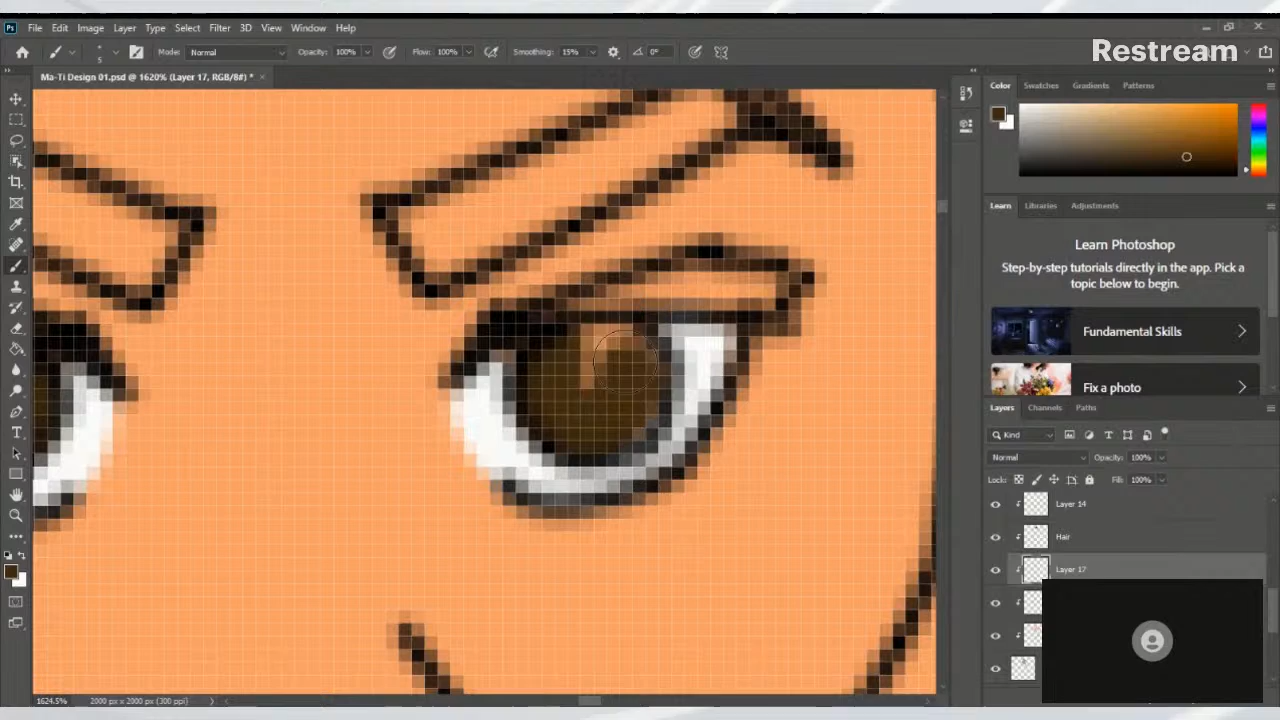 File Edit Image Layer Type Select Filter 3D View Window Help
Restream
5 Mode: Normal Opacity: 100% Flow: 100% Smoothing: 15% 0°
Ma-Ti Design 01.psd @ 1620% (Layer 17, RGB/8#) *
Color Swatches Gradients Patterns
Learn Libraries Adjustments
Learn Photoshop
Step-by-step tutorials directly in the app. Pick a
topic below to begin.
Fundamental Skills
Fix a photo
Layers Channels Paths
Kind
Normal Opacity: 100%
Lock: Fill: 100%
Layer 14
Hair
Layer 17
1624.5% 2000 px x 2000 px (300 ppi)